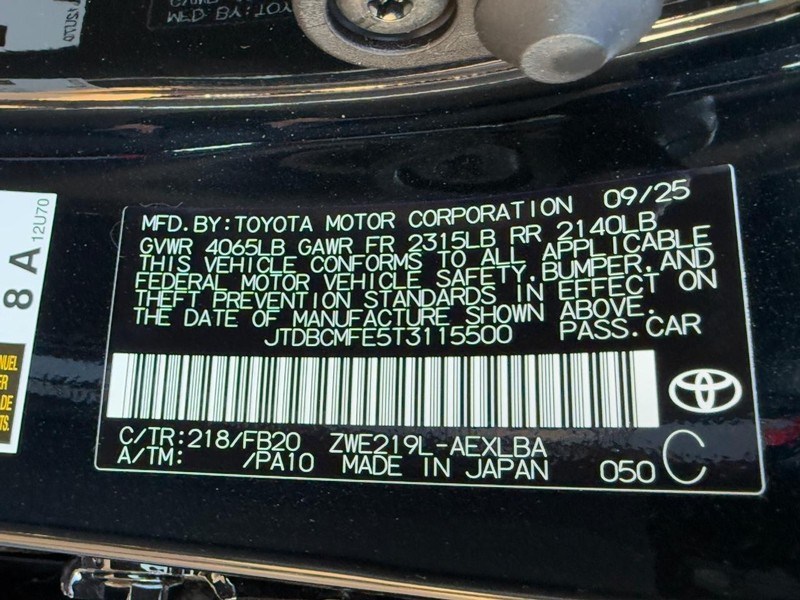 MFD.BY:TOYOTA MOTOR CORPORATION 09/25
GVWR 4065LB GAWR FR 2315LB RR 2140LB
THIS VEHICLE CONFORMS TO ALL APPLICABLE
FEDERAL MOTOR VEHICLE SAFETY,BUMPER,AND
THEFT PREVENTION STANDARDS IN EFFECT ON
THE DATE OF MANUFACTURE SHOWN ABOVE.
JTDBCMFE5T3115500 PASS.CAR
C/TR:218/FB20 ZWE219L-AEXLBA
A/TM: /PA10 MADE IN JAPAN 050 C
8 A
12U70